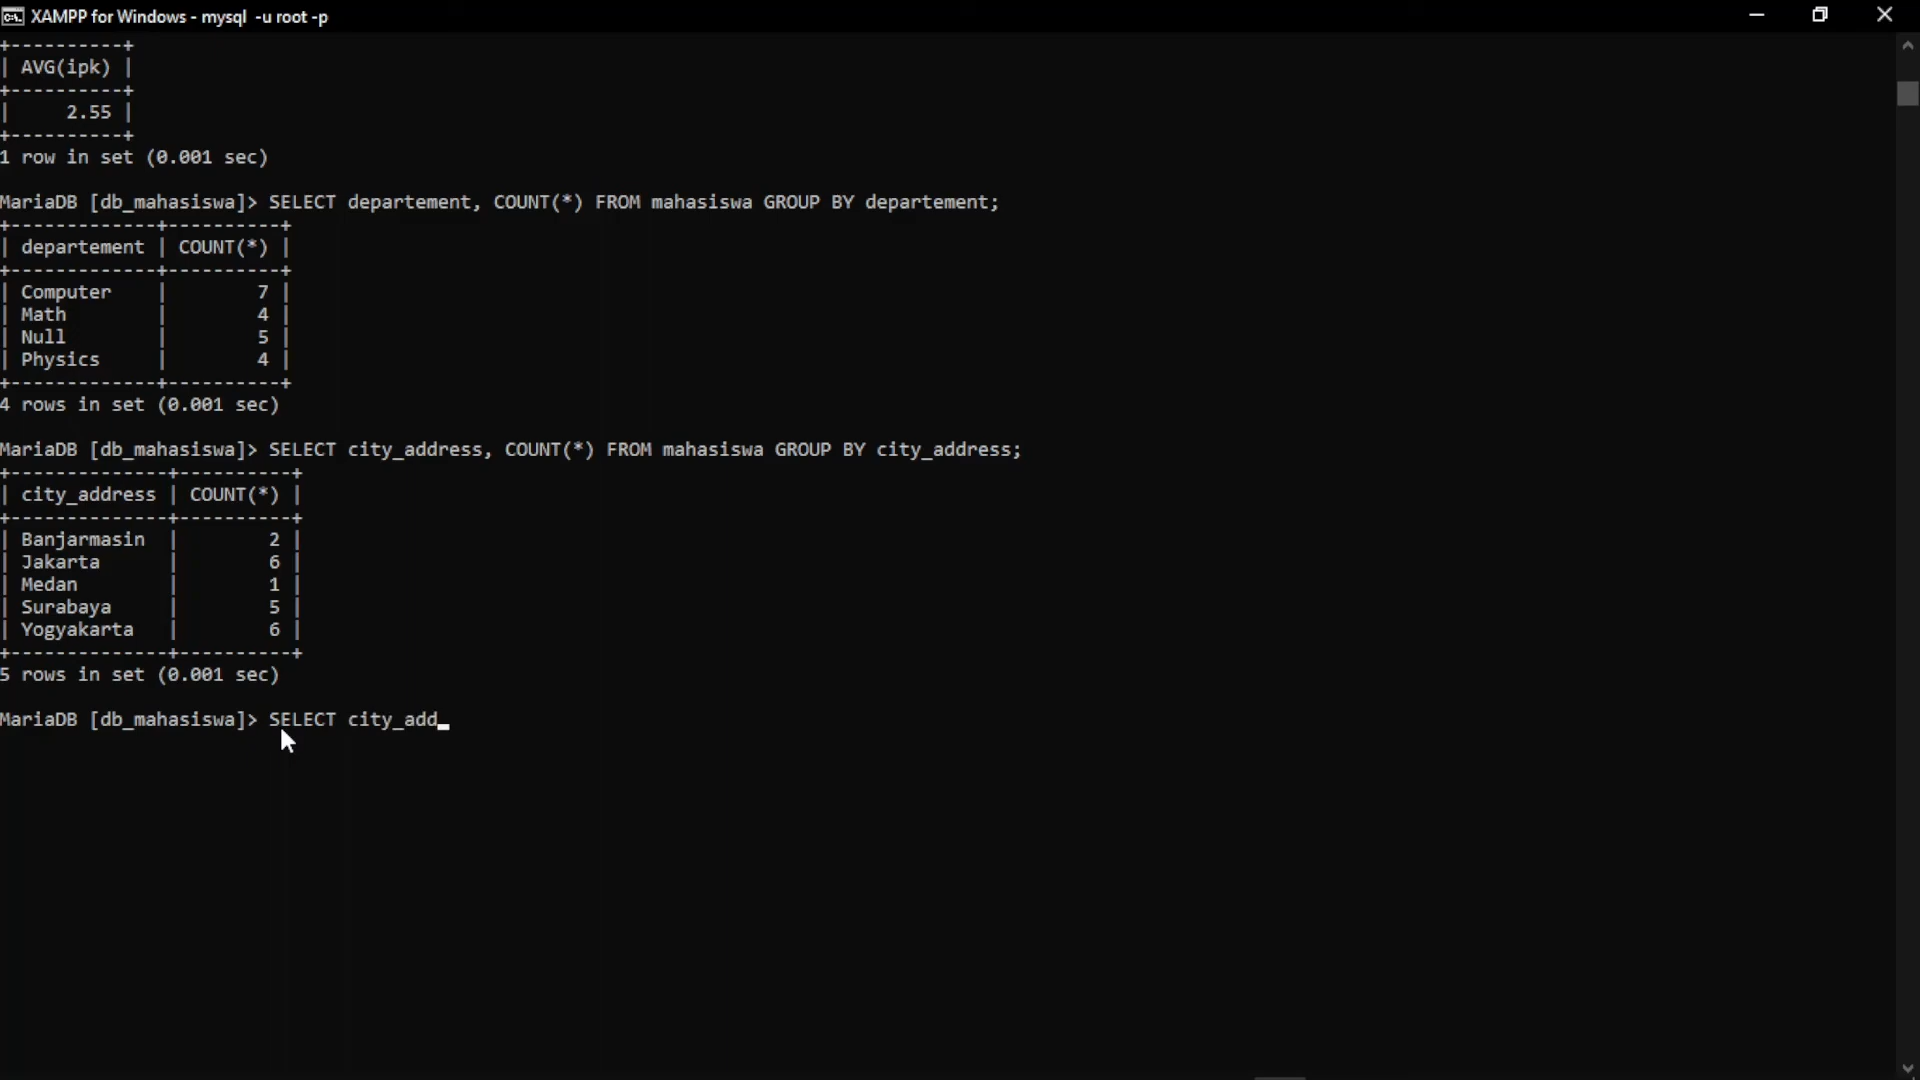 XAMPP for Windows - mysql -u root -p
+----------+
| AVG(ipk) |
+----------+
|     2.55 |
+----------+
1 row in set (0.001 sec)
MariaDB [db_mahasiswa]> SELECT departement, COUNT(*) FROM mahasiswa GROUP BY departement;
+-------------+----------+
| departement | COUNT(*) |
+-------------+----------+
| Computer    |        7 |
| Math        |        4 |
| Null        |        5 |
| Physics     |        4 |
+-------------+----------+
4 rows in set (0.001 sec)
MariaDB [db_mahasiswa]> SELECT city_address, COUNT(*) FROM mahasiswa GROUP BY city_address;
+--------------+----------+
| city_address | COUNT(*) |
+--------------+----------+
| Banjarmasin  |        2 |
| Jakarta      |        6 |
| Medan        |        1 |
| Surabaya     |        5 |
| Yogyakarta   |        6 |
+--------------+----------+
5 rows in set (0.001 sec)
MariaDB [db_mahasiswa]> SELECT city_add